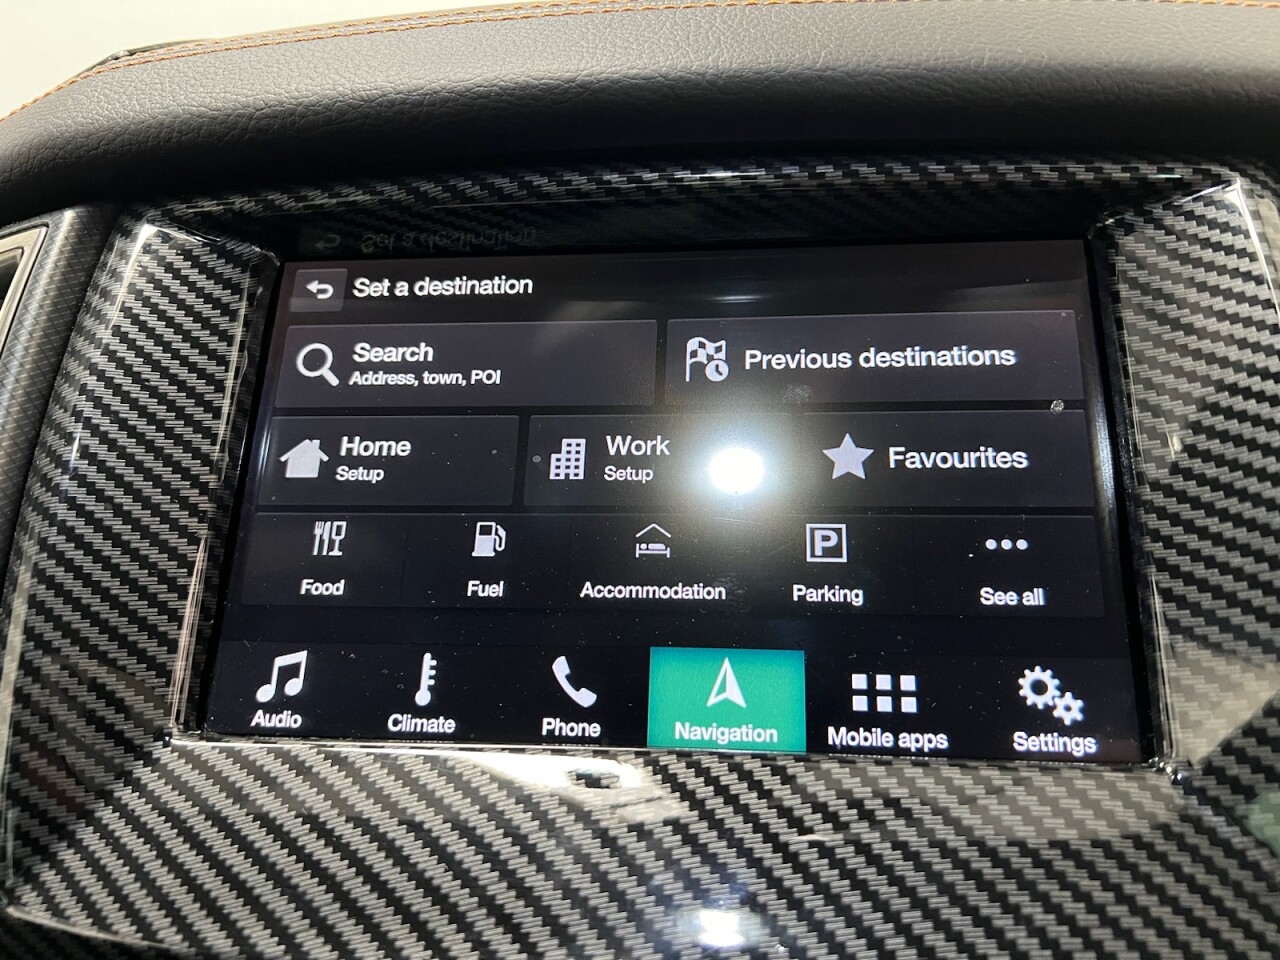 Set a destination
Search
Address, town, POI
Previous destinations
Home
Setup
Work
Setup
Favourites
Food
Fuel
Accommodation
P
Parking
See all
Audio
Climate
Phone
Navigation
Mobile apps
Settings